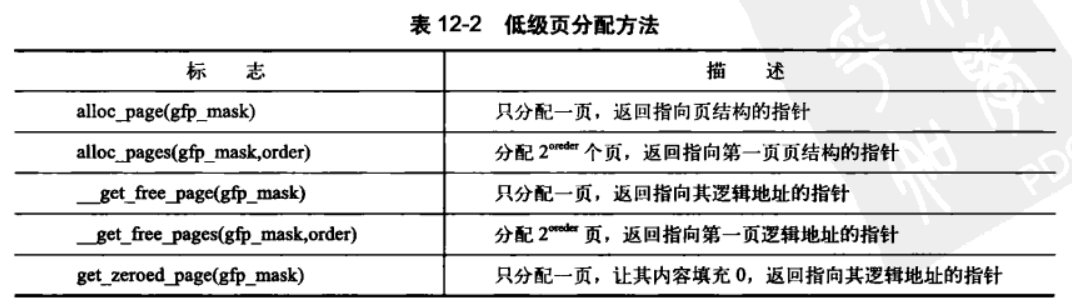 表 12-2 低级页分配方法
标 志 描 述
alloc_page(gfp_mask) 只分配一页，返回指向页结构的指针
alloc_pages(gfp_mask,order) 分配 2^oreder 个页，返回指向第一页页结构的指针
__get_free_page(gfp_mask) 只分配一页，返回指向其逻辑地址的指针
__get_free_pages(gfp_mask,order) 分配 2^oreder 页，返回指向第一页逻辑地址的指针
get_zeroed_page(gfp_mask) 只分配一页，让其内容填充 0，返回指向其逻辑地址的指针